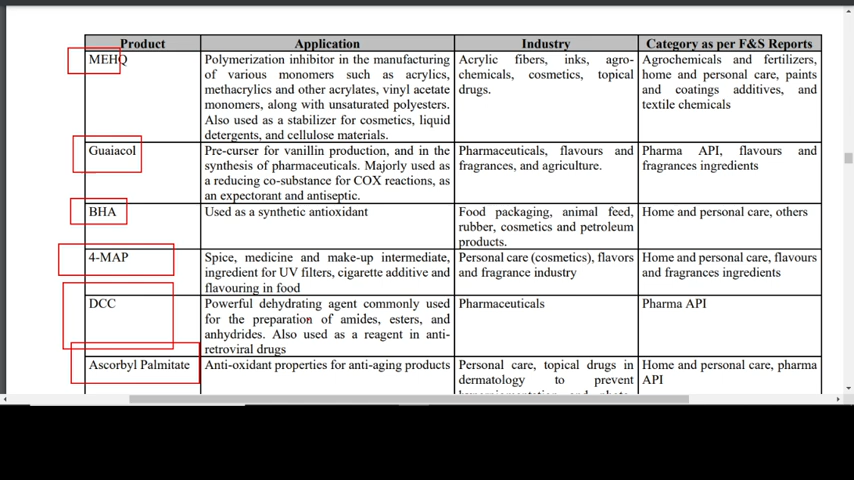 Product Application Industry Category as per F&S Reports
MEHQ
Polymerization inhibitor in the manufacturing
of various monomers such as acrylics,
methacrylics and other acrylates, vinyl acetate
monomers, along with unsaturated polyesters.
Also used as a stabilizer for cosmetics, liquid
detergents, and cellulose materials.
Acrylic fibers, inks, agro-
chemicals, cosmetics, topical
drugs.
Agrochemicals and fertilizers,
home and personal care, paints
and coatings additives, and
textile chemicals
Guaiacol
Pre-curser for vanillin production, and in the
synthesis of pharmaceuticals. Majorly used as
a reducing co-substance for COX reactions, as
an expectorant and antiseptic.
Pharmaceuticals, flavours and
fragrances, and agriculture.
Pharma API, flavours and
fragrances ingredients
BHA
Used as a synthetic antioxidant
Food packaging, animal feed,
rubber, cosmetics and petroleum
products.
Home and personal care, others
4-MAP
Spice, medicine and make-up intermediate,
ingredient for UV filters, cigarette additive and
flavouring in food
Personal care (cosmetics), flavors
and fragrance industry
Home and personal care, flavours
and fragrances ingredients
DCC
Powerful dehydrating agent commonly used
for the preparation of amides, esters, and
anhydrides. Also used as a reagent in anti-
retroviral drugs
Pharmaceuticals
Pharma API
Ascorbyl Palmitate
Anti-oxidant properties for anti-aging products
Personal care, topical drugs in
dermatology to prevent
Home and personal care, pharma
API